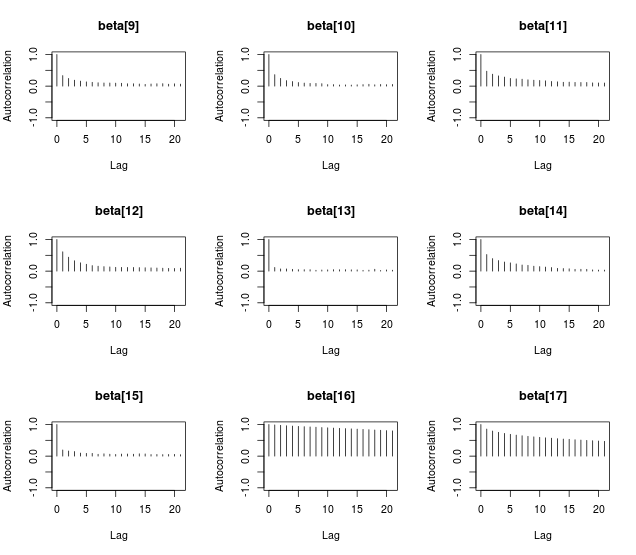 beta[9] beta[10] beta[11]
Autocorrelation -1.0 0.0 1.0 Autocorrelation -1.0 0.0 1.0 Autocorrelation -1.0 0.0 1.0
0 5 10 15 20 0 5 10 15 20 0 5 10 15 20
Lag Lag Lag
beta[12] beta[13] beta[14]
Autocorrelation -1.0 0.0 1.0 Autocorrelation -1.0 0.0 1.0 Autocorrelation -1.0 0.0 1.0
0 5 10 15 20 0 5 10 15 20 0 5 10 15 20
Lag Lag Lag
beta[15] beta[16] beta[17]
Autocorrelation -1.0 0.0 1.0 Autocorrelation -1.0 0.0 1.0 Autocorrelation -1.0 0.0 1.0
0 5 10 15 20 0 5 10 15 20 0 5 10 15 20
Lag Lag Lag